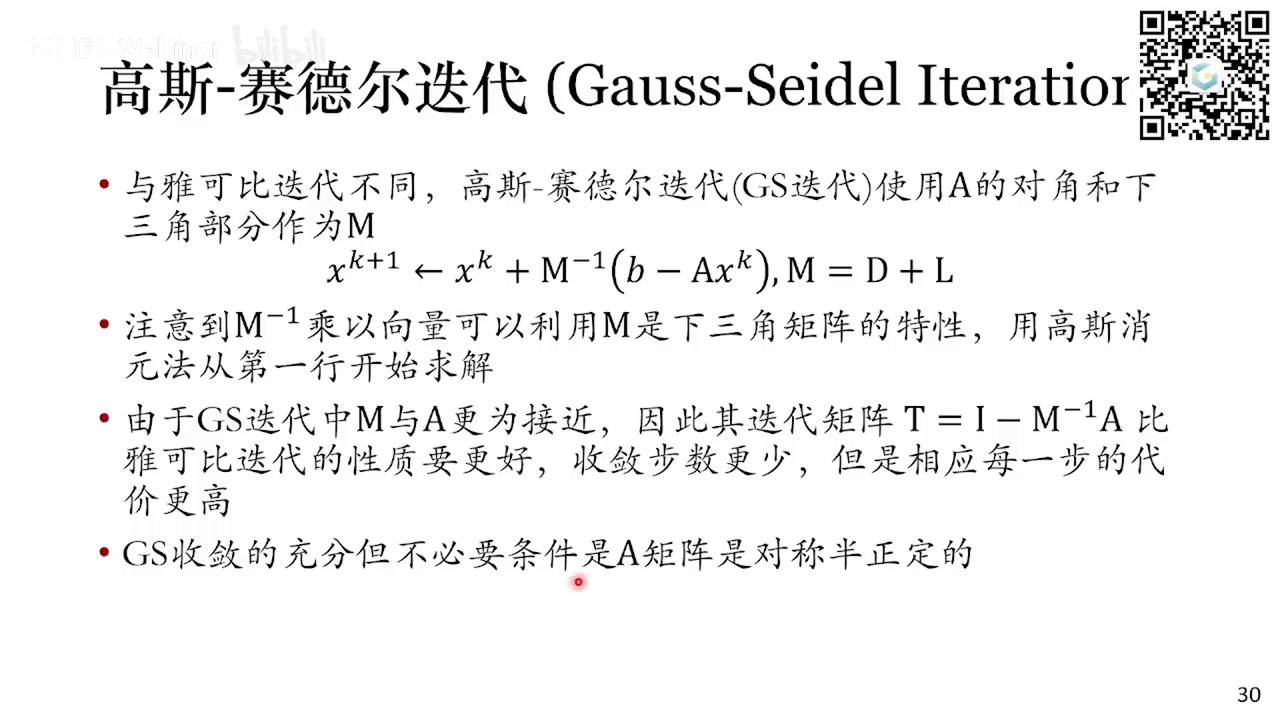 高斯-赛德尔迭代 (Gauss-Seidel Iteration
• 与雅可比迭代不同，高斯-赛德尔迭代(GS迭代)使用A的对角和下
三角部分作为M
x^{k+1} ← x^k + M^{−1}(b − Ax^k), M = D + L
• 注意到M^{−1}乘以向量可以利用M是下三角矩阵的特性，用高斯消
元法从第一行开始求解
• 由于GS迭代中M与A更为接近，因此其迭代矩阵 T = I − M^{−1}A 比
雅可比迭代的性质要更好，收敛步数更少，但是相应每一步的代
价更高
• GS收敛的充分但不必要条件是A矩阵是对称半正定的
30